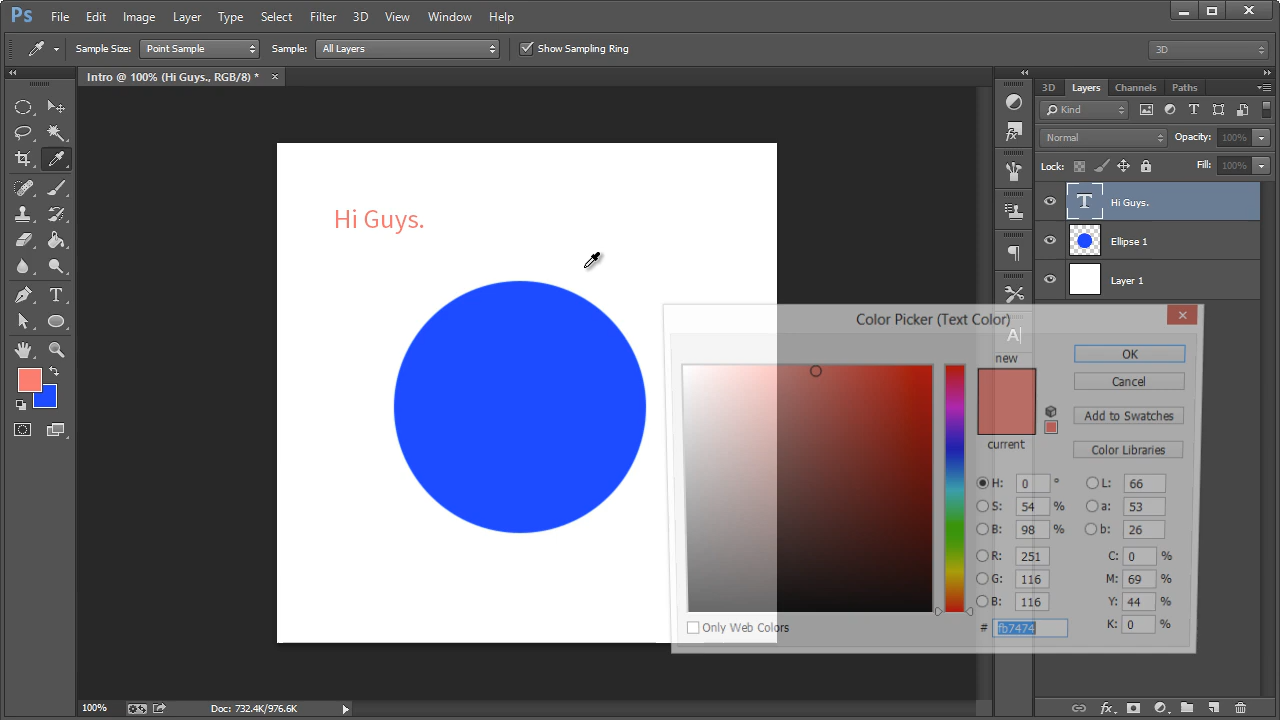 Ps File Edit Image Layer Type Select Filter 3D View Window Help
Sample Size: Point Sample Sample: All Layers Show Sampling Ring 3D
Intro @ 100% (Hi Guys., RGB/8) *
3D Layers Channels Paths
Kind
Normal Opacity: 100%
Lock: Fill: 100%
Hi Guys.
Ellipse 1
Layer 1
Hi Guys.
Color Picker (Text Color)
new
current
OK
Cancel
Add to Swatches
Color Libraries
H: 0 ° L: 66
S: 54 % a: 53
B: 98 % b: 26
R: 251 C: 0 %
G: 116 M: 69 %
B: 116 Y: 44 %
# fb7474 K: 0 %
Only Web Colors
100% Doc: 732.4K/976.6K